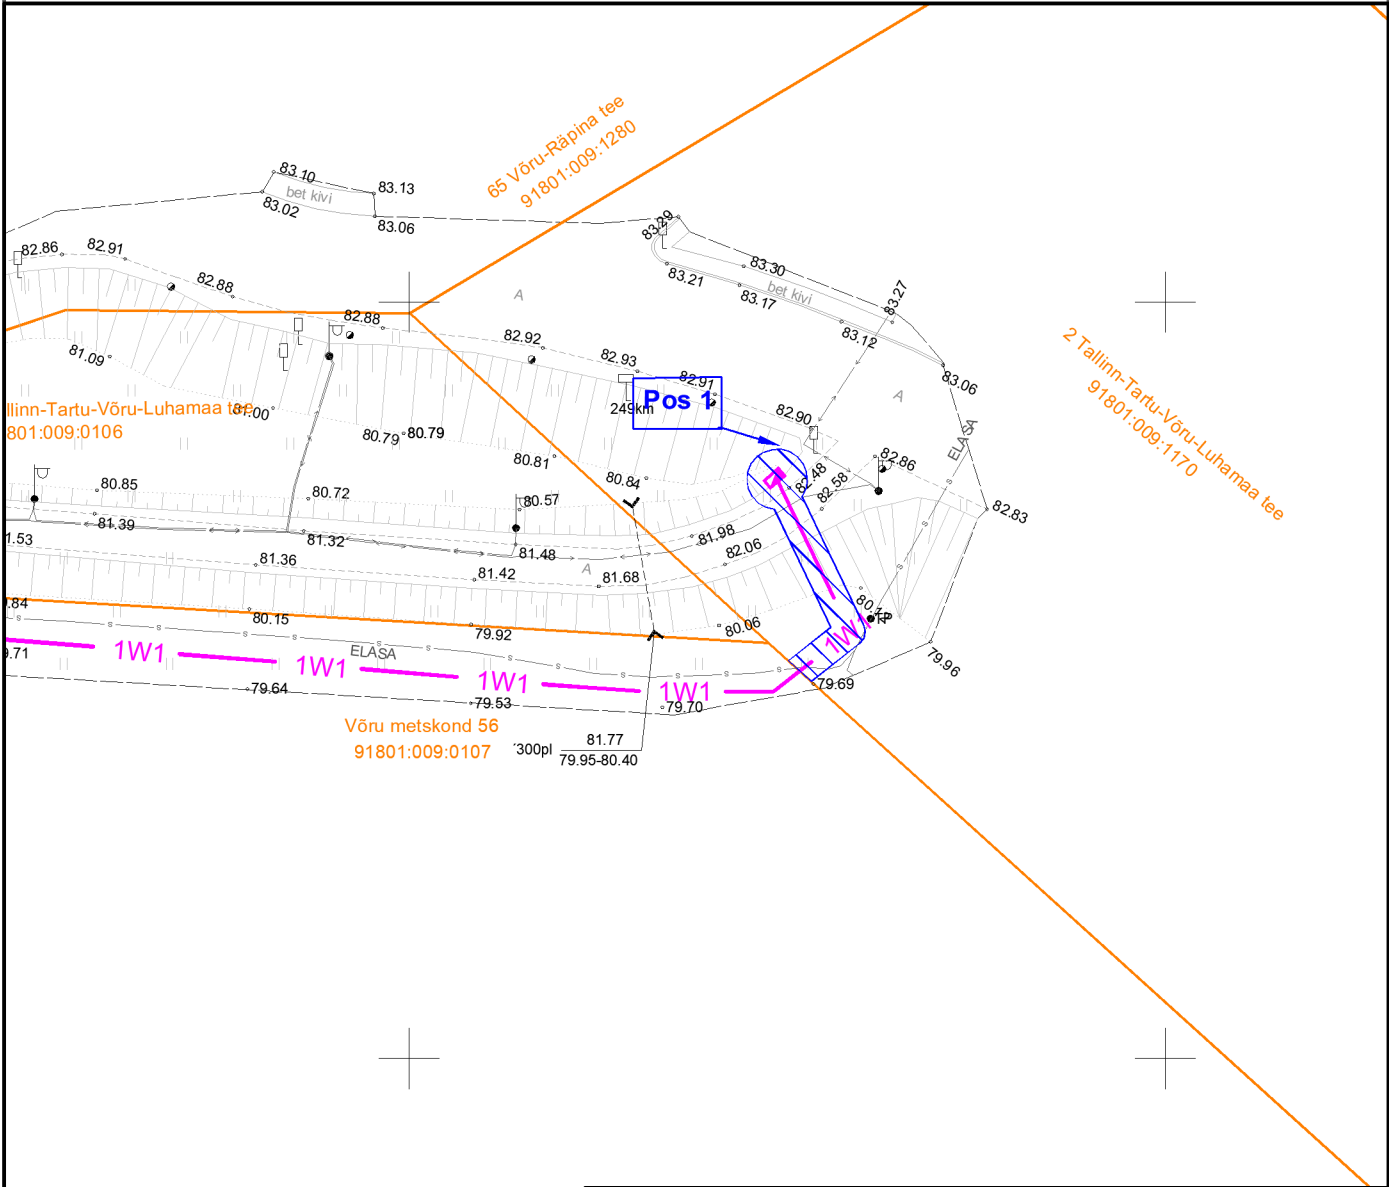 65 Võru-Räpina tee
91801:009:1280
83.10
bet kivi
83.13
83.02
83.06
82.86
82.91
82.88
83.29
83.30
83.21
bet kivi
83.17
83.27
83.12
83.06
A
82.88
82.92
82.93
82.91
82.90
A
2 Tallinn-Tartu-Võru-Luhamaa tee
91801:009:1170
81.09
llinn-Tartu-Võru-Luhamaa tee
801:009:0106
81.00
Pos 1
249km
80.79
80.79
80.81
80.84
82.48
82.58
82.86
ELASA
82.83
80.85
80.72
80.57
81.39
81.32
81.48
81.98
82.06
1.53
81.36
81.42
A
81.68
0.84
80.15
79.92
80.06
80.12
KP
79.96
9.71
1W1
1W1
ELASA
1W1
1W1
1W1
79.64
79.53
79.70
79.69
Võru metskond 56
91801:009:0107
300pl
81.77
79.95-80.40